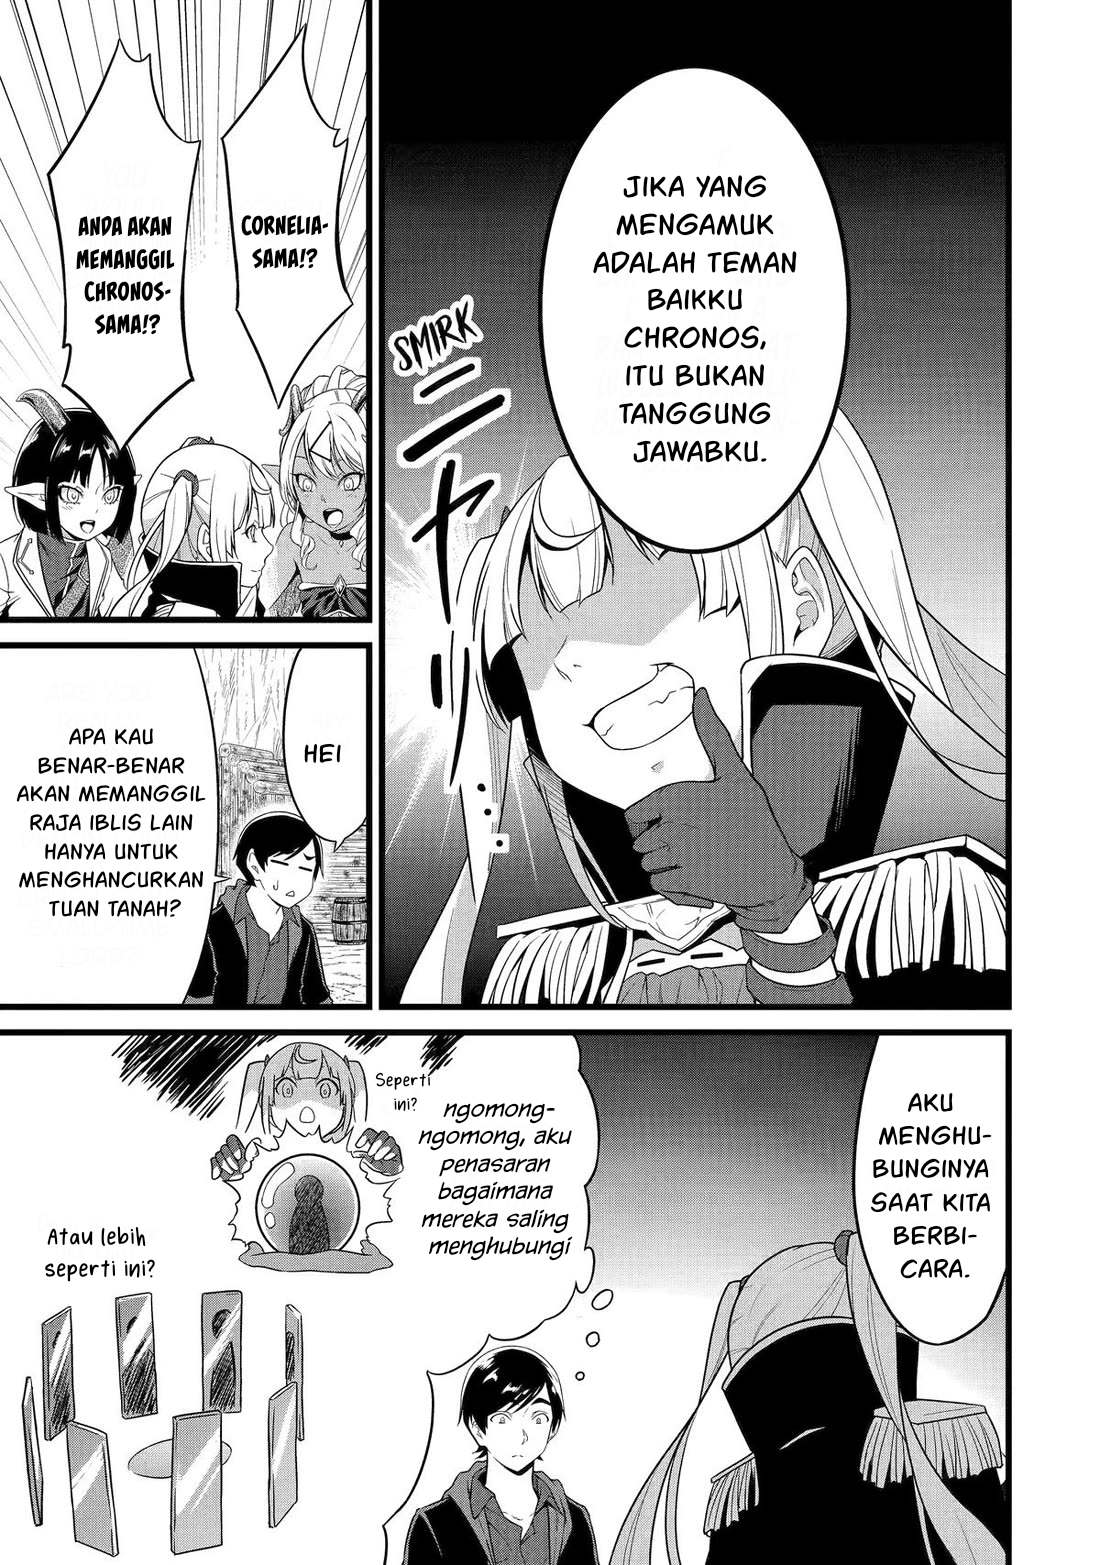 JIKA YANG
MENGAMUK
ADALAH TEMAN
BAIKKU
CHRONOS,
ITU BUKAN
TANGGUNG
JAWABKU.
SMIRK
CORNELIA-
SAMA!?
ANDA AKAN
MEMANGGIL
CHRONOS-
SAMA!?
HEI
APA KAU
BENAR-BENAR
AKAN MEMANGGIL
RAJA IBLIS LAIN
HANYA UNTUK
MENGHANCURKAN
TUAN TANAH?
AKU
MENGHU-
BUNGINYA
SAAT KITA
BERBI-
CARA.
ngomong-
ngomong, aku
penasaran
bagaimana
mereka saling
menghubungi
Seperti
ini?
Atau lebih
seperti ini?